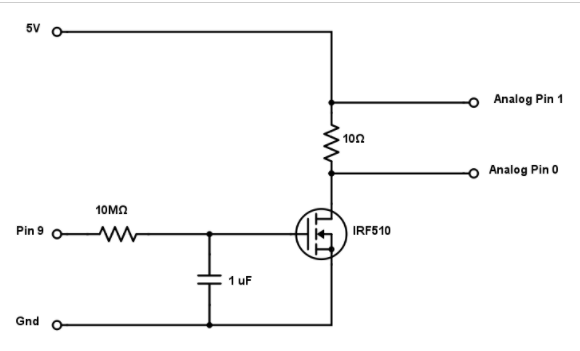 5V
Analog Pin 1
10Ω
Analog Pin 0
10MΩ
Pin 9
IRF510
1 uF
Gnd